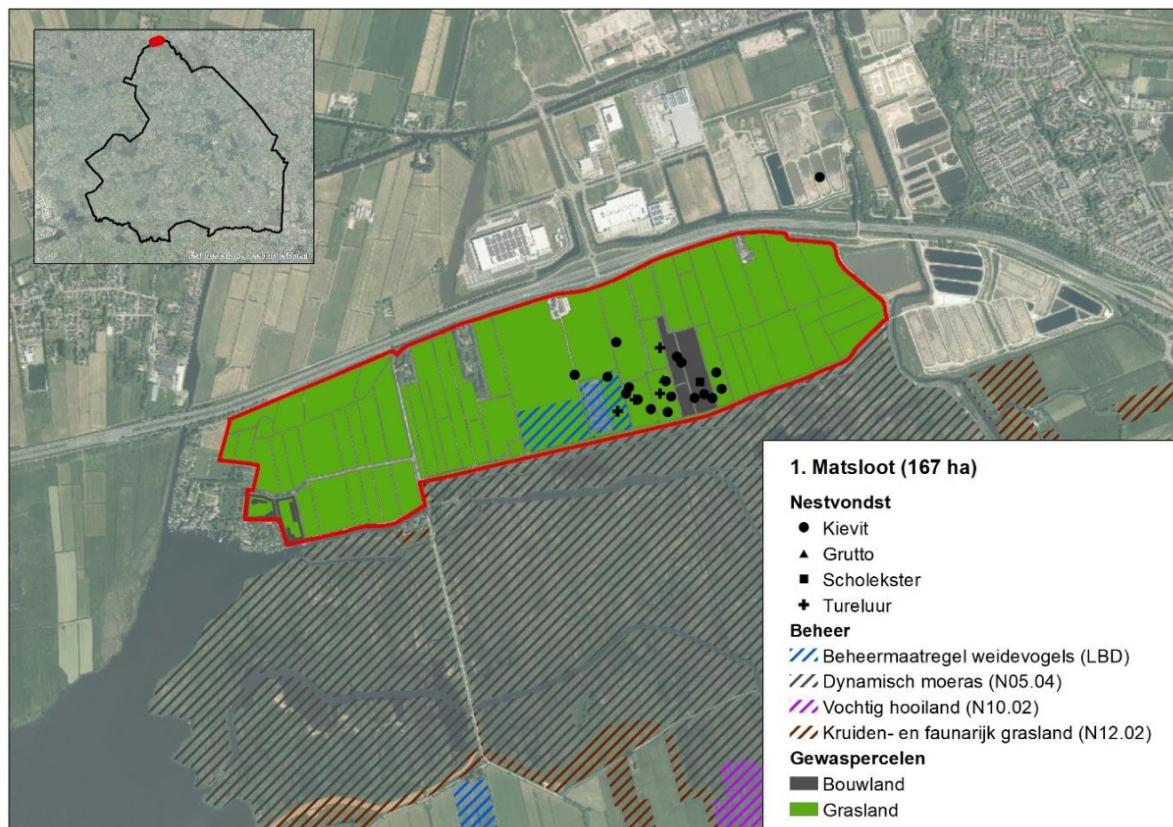 1. Matsloot (167 ha)
Nestvondst
Kievit
Grutto
Scholekster
Tureluur
Beheer
Beheermaatregel weidevogels (LBD)
Dynamisch moeras (N05.04)
Vochtig hooiland (N10.02)
Kruiden- en faunarijk grasland (N12.02)
Gewaspercelen
Bouwland
Grasland